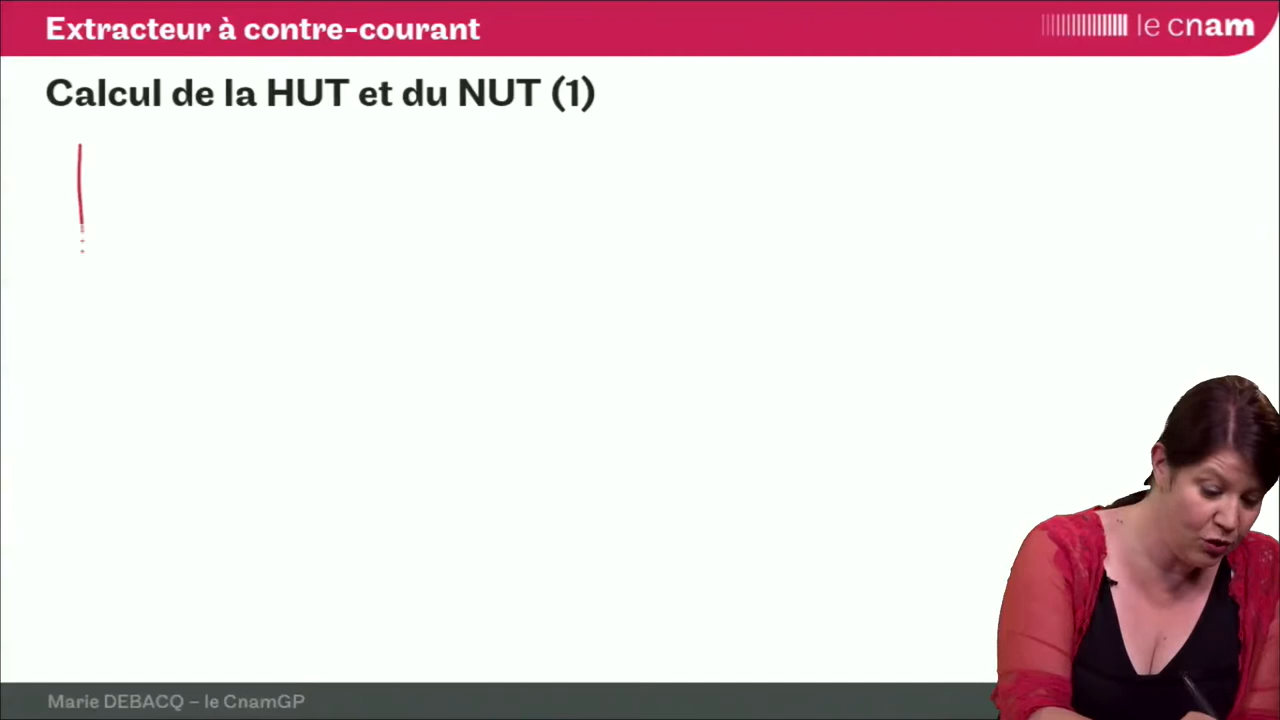 Extracteur à contre-courant
le cnam
Calcul de la HUT et du NUT (1)
Marie DEBACQ – le CnamGP